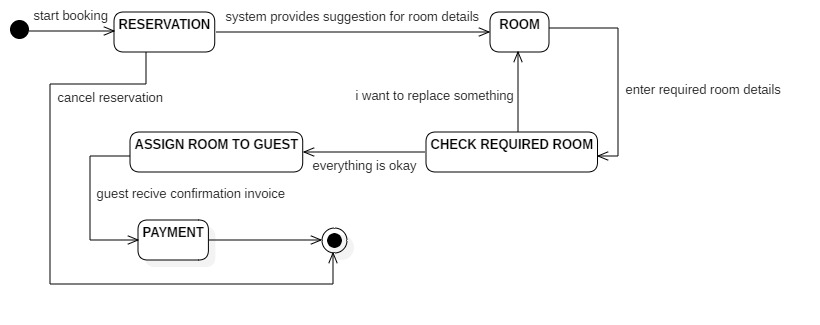 start booking
RESERVATION
system provides suggestion for room details
ROOM
cancel reservation
i want to replace something
enter required room details
ASSIGN ROOM TO GUEST
everything is okay
CHECK REQUIRED ROOM
guest recive confirmation invoice
PAYMENT